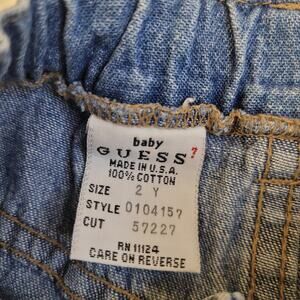 baby
GUESS?
MADE IN U.S.A.
100% COTTON
SIZE 2 Y
STYLE 0104157
CUT 57227
RN 11124
CARE ON REVERSE